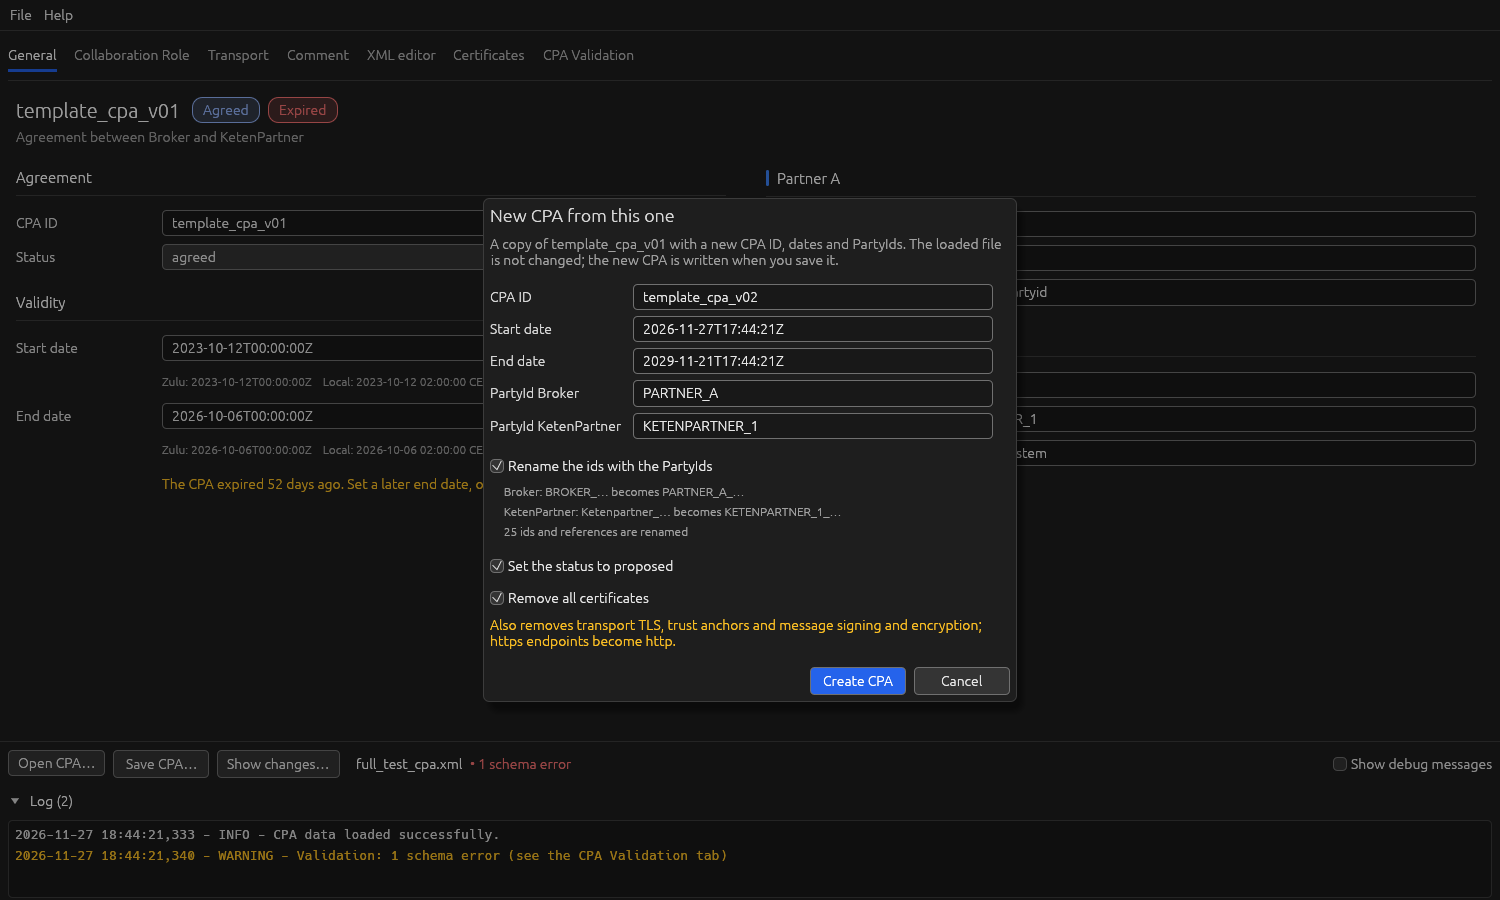 File Help
General Collaboration Role Transport Comment XML editor Certificates CPA Validation
template_cpa_v01 Agreed Expired
Agreement between Broker and KetenPartner
Agreement
CPA ID template_cpa_v01
Status agreed
Validity
Start date 2023-10-12T00:00:00Z
Zulu: 2023-10-12T00:00:00Z Local: 2023-10-12 02:00:00 CE
End date 2026-10-06T00:00:00Z
Zulu: 2026-10-06T00:00:00Z Local: 2026-10-06 02:00:00 CE
The CPA expired 52 days ago. Set a later end date, o
Partner A
rtyid
R_1
stem
New CPA from this one
A copy of template_cpa_v01 with a new CPA ID, dates and PartyIds. The loaded file
is not changed; the new CPA is written when you save it.
CPA ID template_cpa_v02
Start date 2026-11-27T17:44:21Z
End date 2029-11-21T17:44:21Z
PartyId Broker PARTNER_A
PartyId KetenPartner KETENPARTNER_1
Rename the ids with the PartyIds
Broker: BROKER_… becomes PARTNER_A_…
KetenPartner: Ketenpartner_… becomes KETENPARTNER_1_…
25 ids and references are renamed
Set the status to proposed
Remove all certificates
Also removes transport TLS, trust anchors and message signing and encryption;
https endpoints become http.
Create CPA Cancel
Open CPA… Save CPA… Show changes… full_test_cpa.xml • 1 schema error Show debug messages
Log (2)
2026-11-27 18:44:21,333 - INFO - CPA data loaded successfully.
2026-11-27 18:44:21,340 - WARNING - Validation: 1 schema error (see the CPA Validation tab)